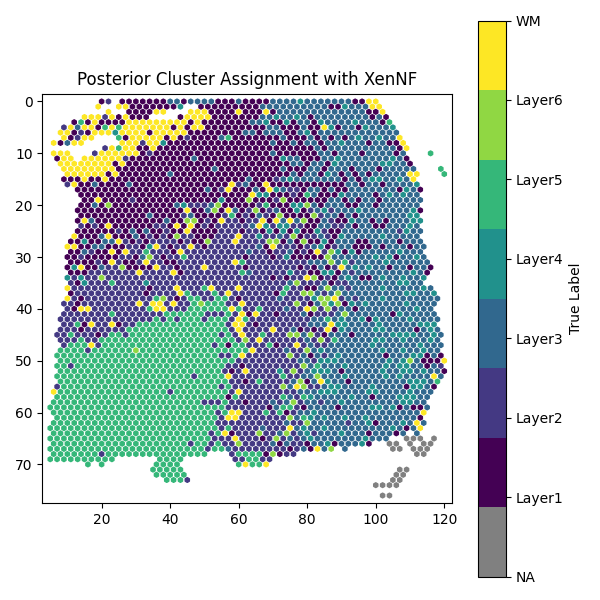 Posterior Cluster Assignment with XenNF
0
10
20
30
40
50
60
70
20
40
60
80
100
120
WM
Layer6
Layer5
Layer4
Layer3
Layer2
Layer1
NA
True Label